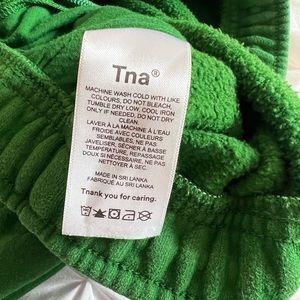 Tna®
MACHINE WASH COLD WITH LIKE
COLOURS, DO NOT BLEACH,
TUMBLE DRY LOW, COOL IRON
ONLY IF NEEDED, DO NOT DRY
CLEAN.
LAVER À LA MACHINE À L'EAU
FROIDE AVEC COULEURS
SEMBLABLES, NE PAS
JAVELISER, SÉCHER À BASSE
TEMPÉRATURE, REPASSAGE
DOUX SI NÉCESSAIRE, NE PAS
NETTOYER À SEC.
MADE IN SRI LANKA
FABRIQUÉ AU SRI LANKA
Thank you for caring.